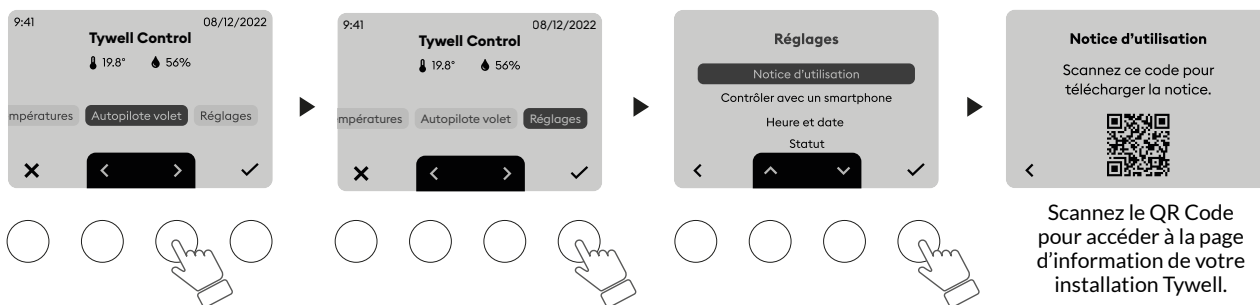 9:41 08/12/2022
Tywell Control
19.8° 56%
mpératures Autopilote volet Réglages
9:41 08/12/2022
Tywell Control
19.8° 56%
mpératures Autopilote volet Réglages
Réglages
Notice d'utilisation
Contrôler avec un smartphone
Heure et date
Statut
Notice d'utilisation
Scannez ce code pour
télécharger la notice.
Scannez le QR Code
pour accéder à la page
d'information de votre
installation Tywell.